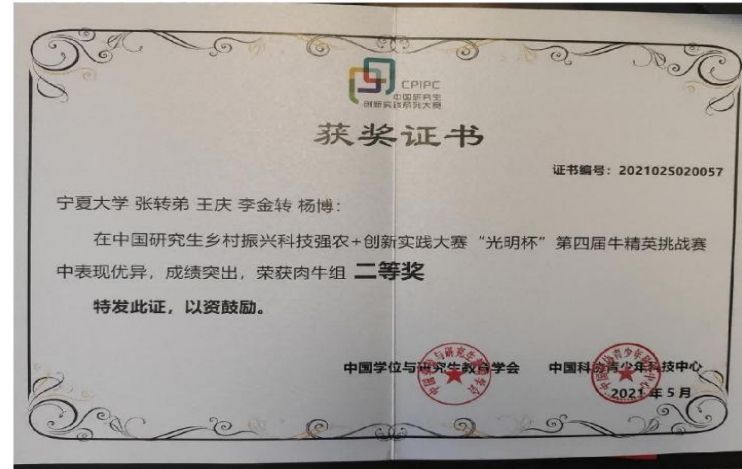 CPIPC
中国研究生
创新实践系列大赛
获奖证书
证书编号：202102S020057
宁夏大学 张转弟 王庆 李金转 杨博：
在中国研究生乡村振兴科技强农+创新实践大赛“光明杯”第四届牛精英挑战赛
中表现优异，成绩突出，荣获肉牛组 二等奖
特发此证，以资鼓励。
中国学位与研究生教育学会 中国科协青少年科技中心
2021年5月